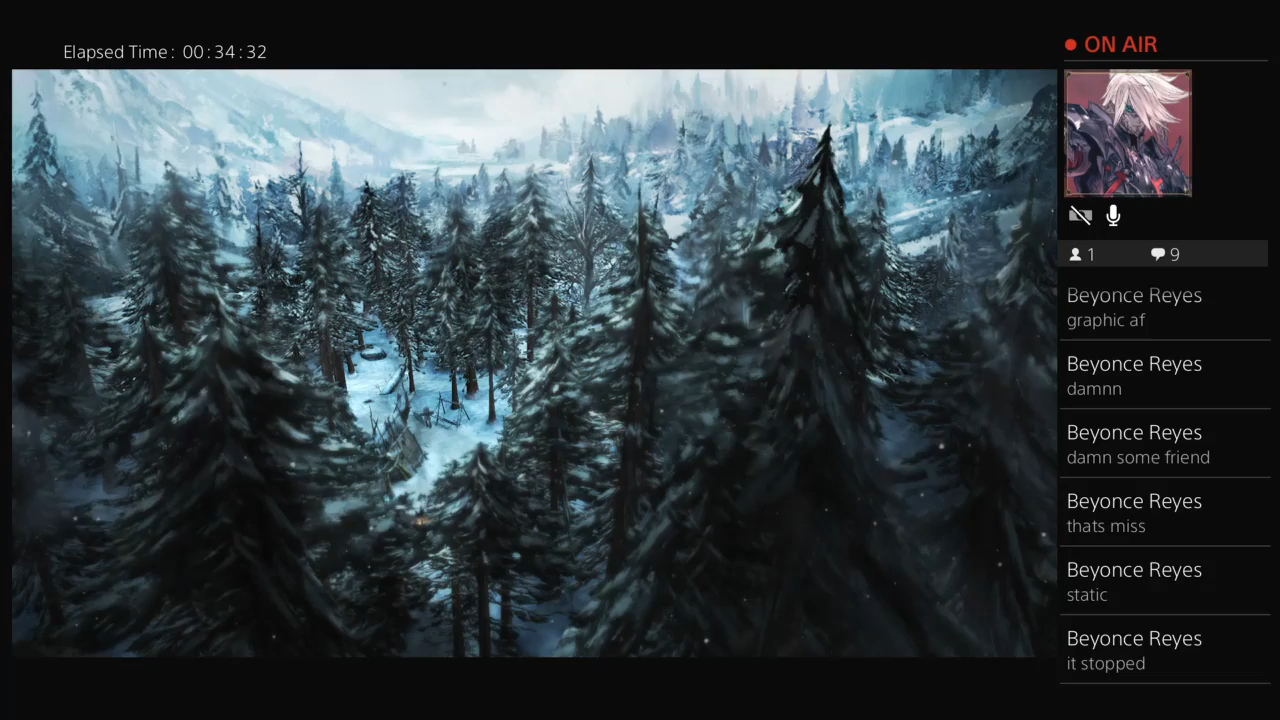 Elapsed Time: 00:34:32
ON AIR
1
9
Beyonce Reyes
graphic af
Beyonce Reyes
damnn
Beyonce Reyes
damn some friend
Beyonce Reyes
thats miss
Beyonce Reyes
static
Beyonce Reyes
it stopped